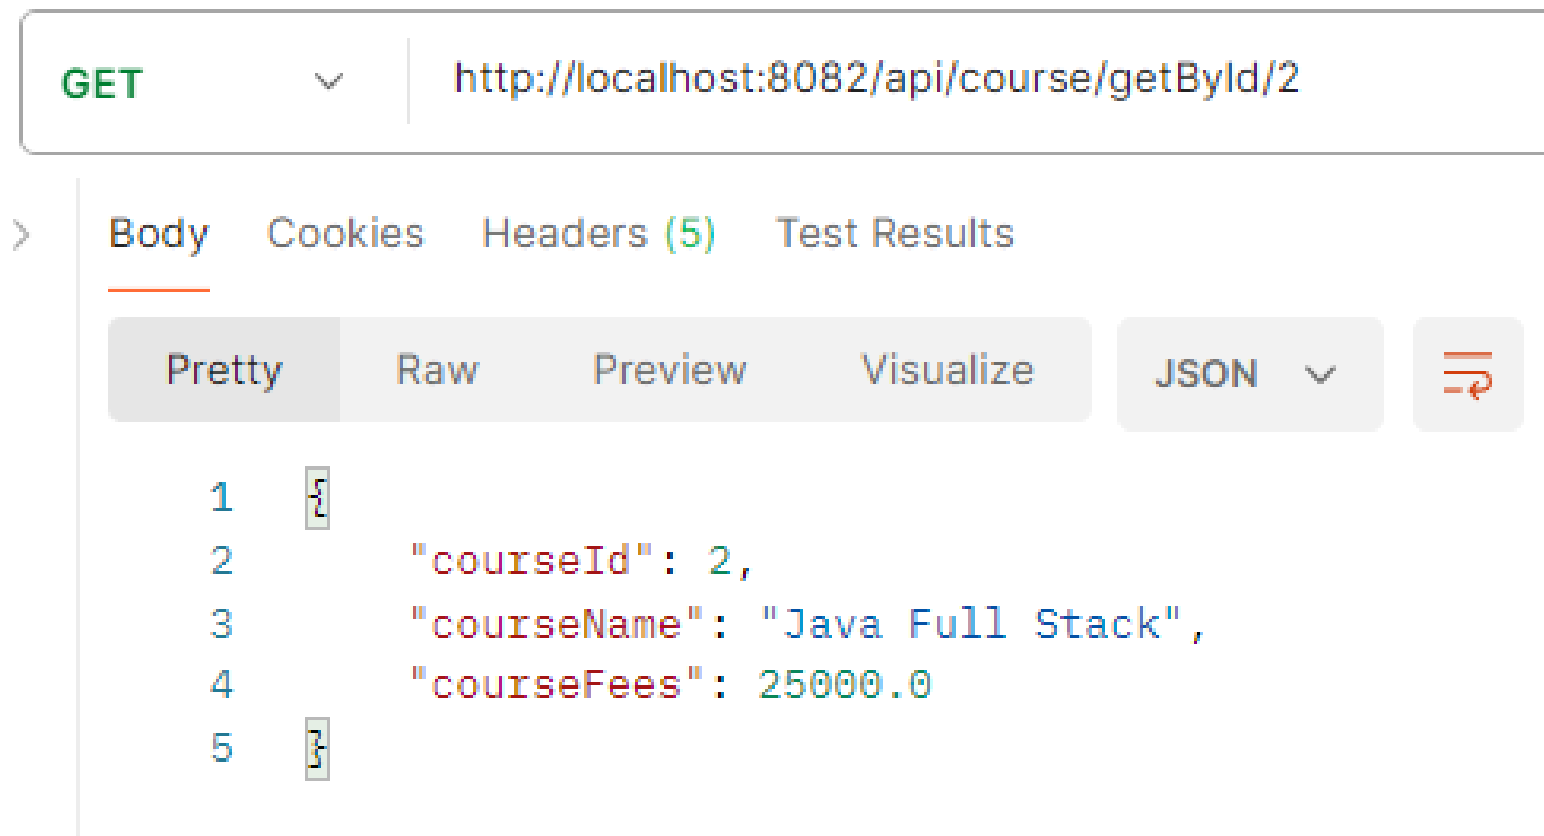 GET http://localhost:8082/api/course/getById/2
Body Cookies Headers (5) Test Results
Pretty Raw Preview Visualize JSON
1 {
2 "courseId": 2,
3 "courseName": "Java Full Stack",
4 "courseFees": 25000.0
5 }